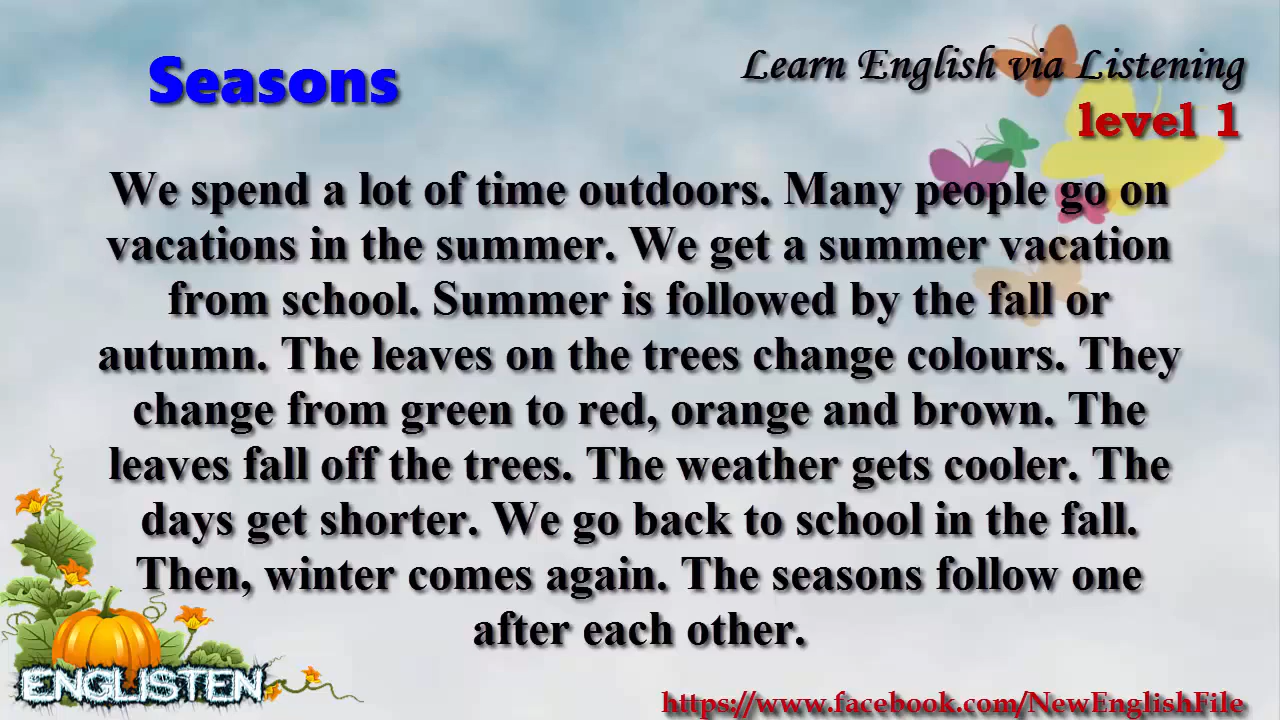 Seasons
Learn English via Listening
level 1
We spend a lot of time outdoors. Many people go on
vacations in the summer. We get a summer vacation
from school. Summer is followed by the fall or
autumn. The leaves on the trees change colours. They
change from green to red, orange and brown. The
leaves fall off the trees. The weather gets cooler. The
days get shorter. We go back to school in the fall.
Then, winter comes again. The seasons follow one
after each other.
ENGLISTEN
https://www.facebook.com/NewEnglishFile